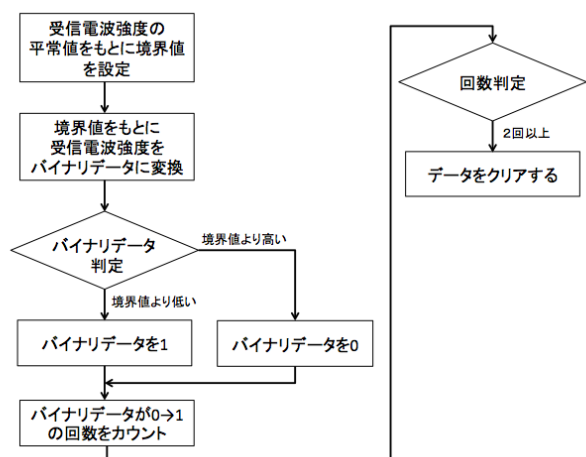 受信電波強度の
平常値をもとに境界値
を設定
境界値をもとに
受信電波強度を
バイナリデータに変換
バイナリデータ
判定
境界値より高い
境界値より低い
バイナリデータを1
バイナリデータを0
バイナリデータが0→1
の回数をカウント
回数判定
2回以上
データをクリアする